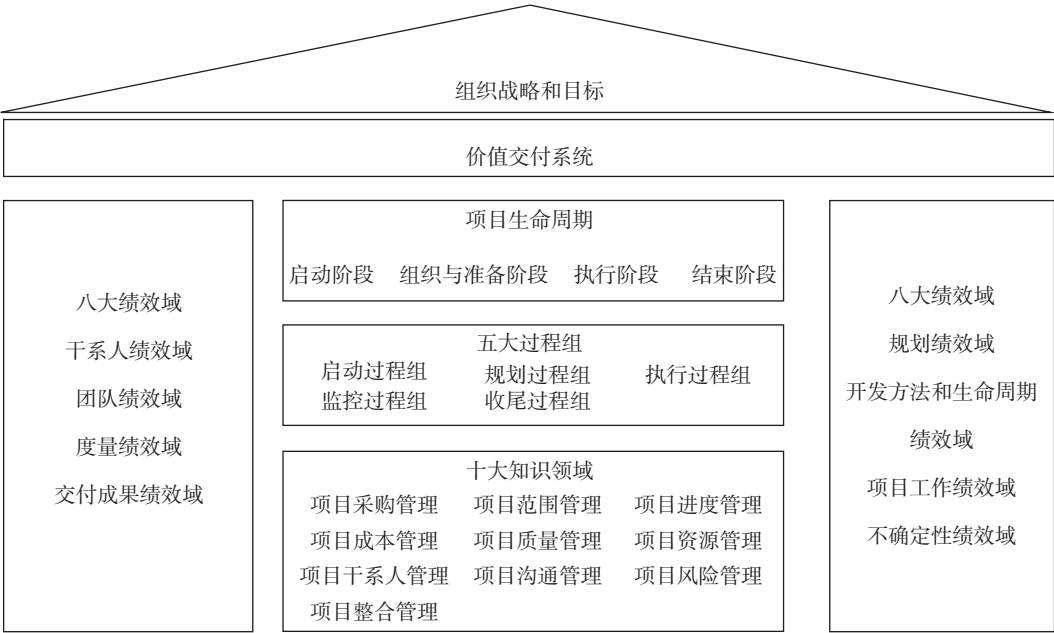 组织战略和目标
价值交付系统
八大绩效域
干系人绩效域
团队绩效域
度量绩效域
交付成果绩效域
项目生命周期
启动阶段 组织与准备阶段 执行阶段 结束阶段
五大过程组
启动过程组 规划过程组 执行过程组
监控过程组 收尾过程组
十大知识领域
项目采购管理 项目范围管理 项目进度管理
项目成本管理 项目质量管理 项目资源管理
项目干系人管理 项目沟通管理 项目风险管理
项目整合管理
八大绩效域
规划绩效域
开发方法和生命周期
绩效域
项目工作绩效域
不确定性绩效域